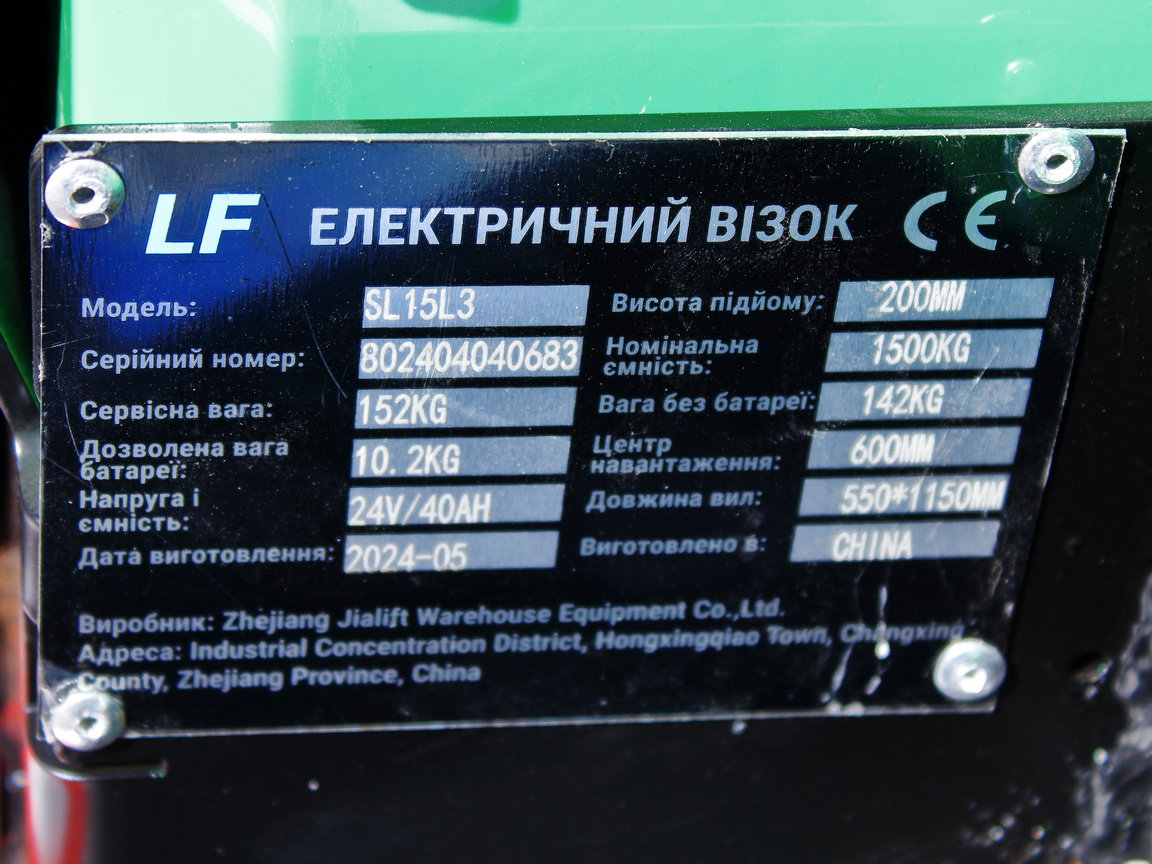 LF ЕЛЕКТРИЧНИЙ ВІЗОК CE
Модель: SL15L3 Висота підйому: 200MM
Серійний номер: 802404040683 Номінальна ємність: 1500KG
Сервісна вага: 152KG Вага без батареї: 142KG
Дозволена вага батареї: 10.2KG Центр навантаження: 600MM
Напруга і ємність: 24V/40AH Довжина вил: 550*1150MM
Дата виготовлення: 2024-05 Виготовлено в: CHINA
Виробник: Zhejiang Jialift Warehouse Equipment Co.,Ltd.
Адреса: Industrial Concentration District, Hongxingqiao Town, Changxing
County, Zhejiang Province, China